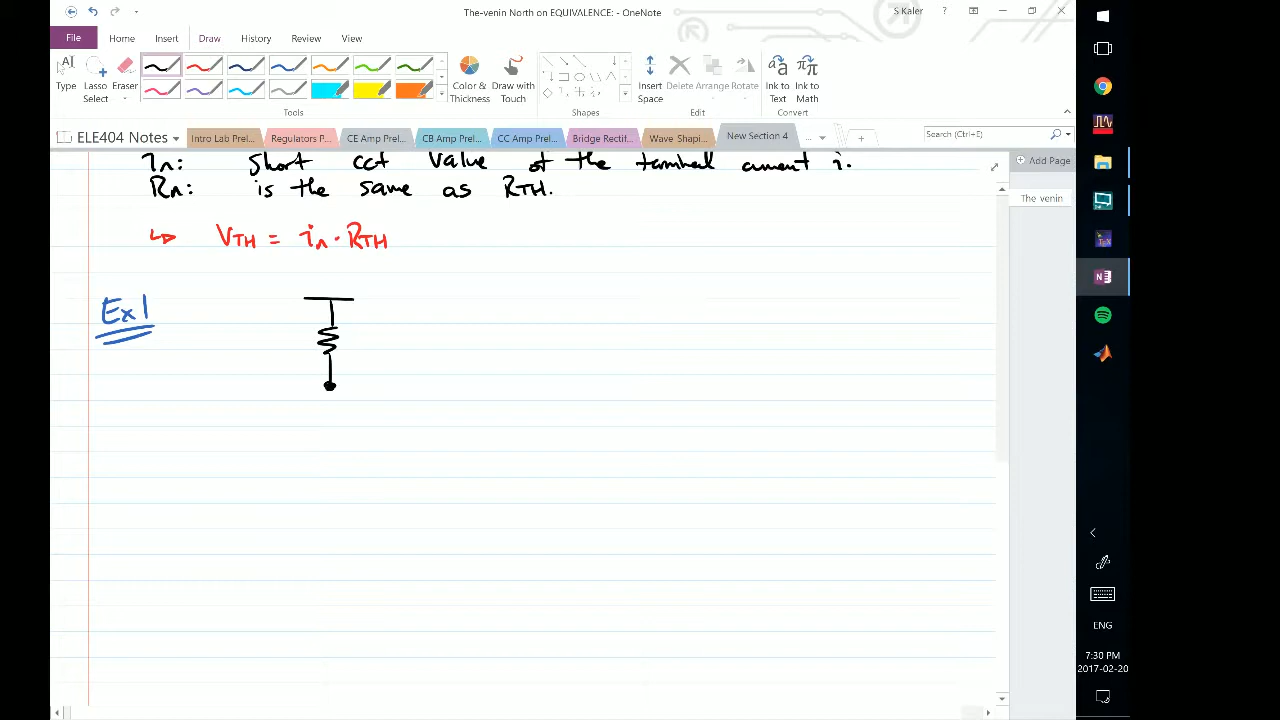 The-venin North on EQUIVALENCE: - OneNote
S Kaler
?
File
Home
Insert
Draw
History
Review
View
Type
Lasso Select
Eraser
Color & Thickness
Draw with Touch
Insert Space
Delete
Arrange
Rotate
Ink to Text
Ink to Math
Tools
Shapes
Edit
Convert
ELE404 Notes
Intro Lab Prel...
Regulators P...
CE Amp Prel...
CB Amp Prel...
CC Amp Prel...
Bridge Rectif...
Wave Shapi...
New Section 4
...
Search (Ctrl+E)
Add Page
The venin
in: Short cct value of the terminal current i.
Rn: is the same as RTH.
↳ VTH = in · RTH
Ex1
ENG
7:30 PM
2017-02-20